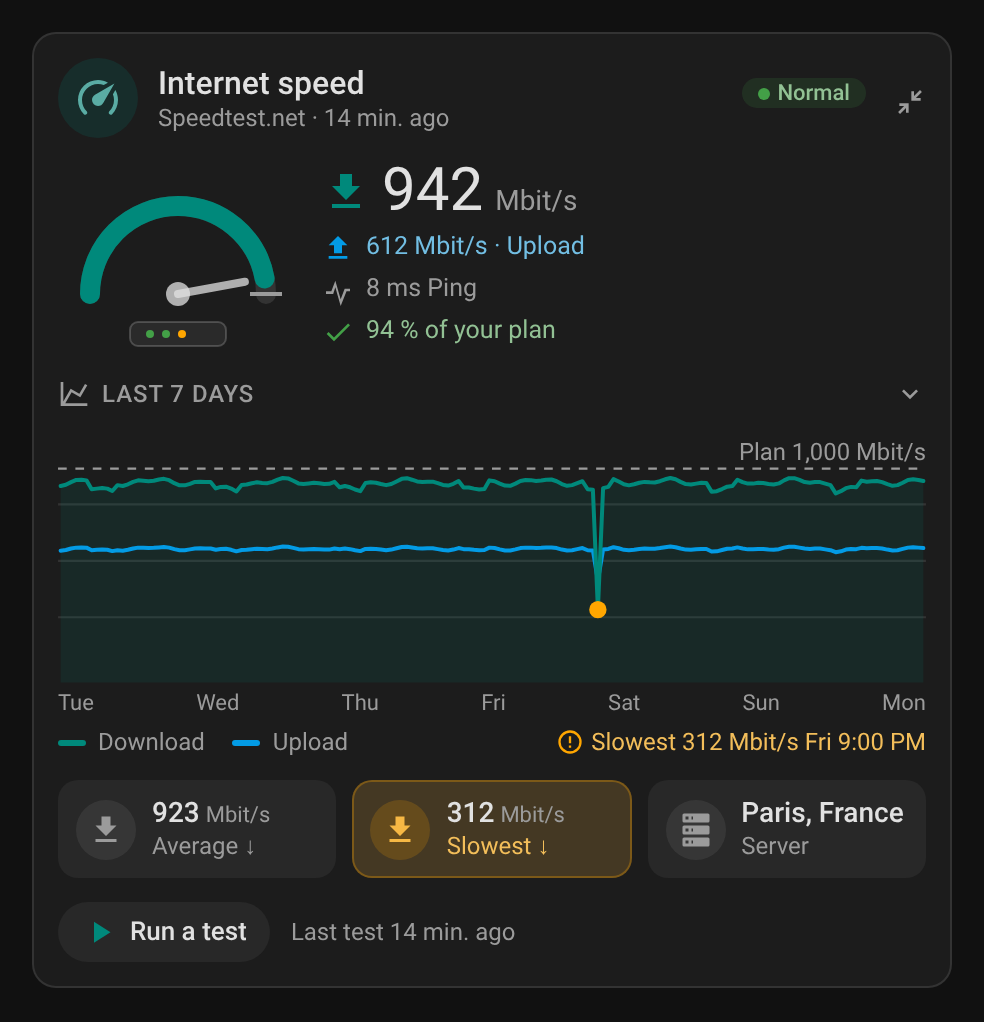 Internet speed
Speedtest.net · 14 min. ago
Normal
942 Mbit/s
612 Mbit/s · Upload
8 ms Ping
94 % of your plan
LAST 7 DAYS
Plan 1,000 Mbit/s
Tue Wed Thu Fri Sat Sun Mon
Download Upload
Slowest 312 Mbit/s Fri 9:00 PM
923 Mbit/s
Average ↓
312 Mbit/s
Slowest ↓
Paris, France
Server
Run a test
Last test 14 min. ago